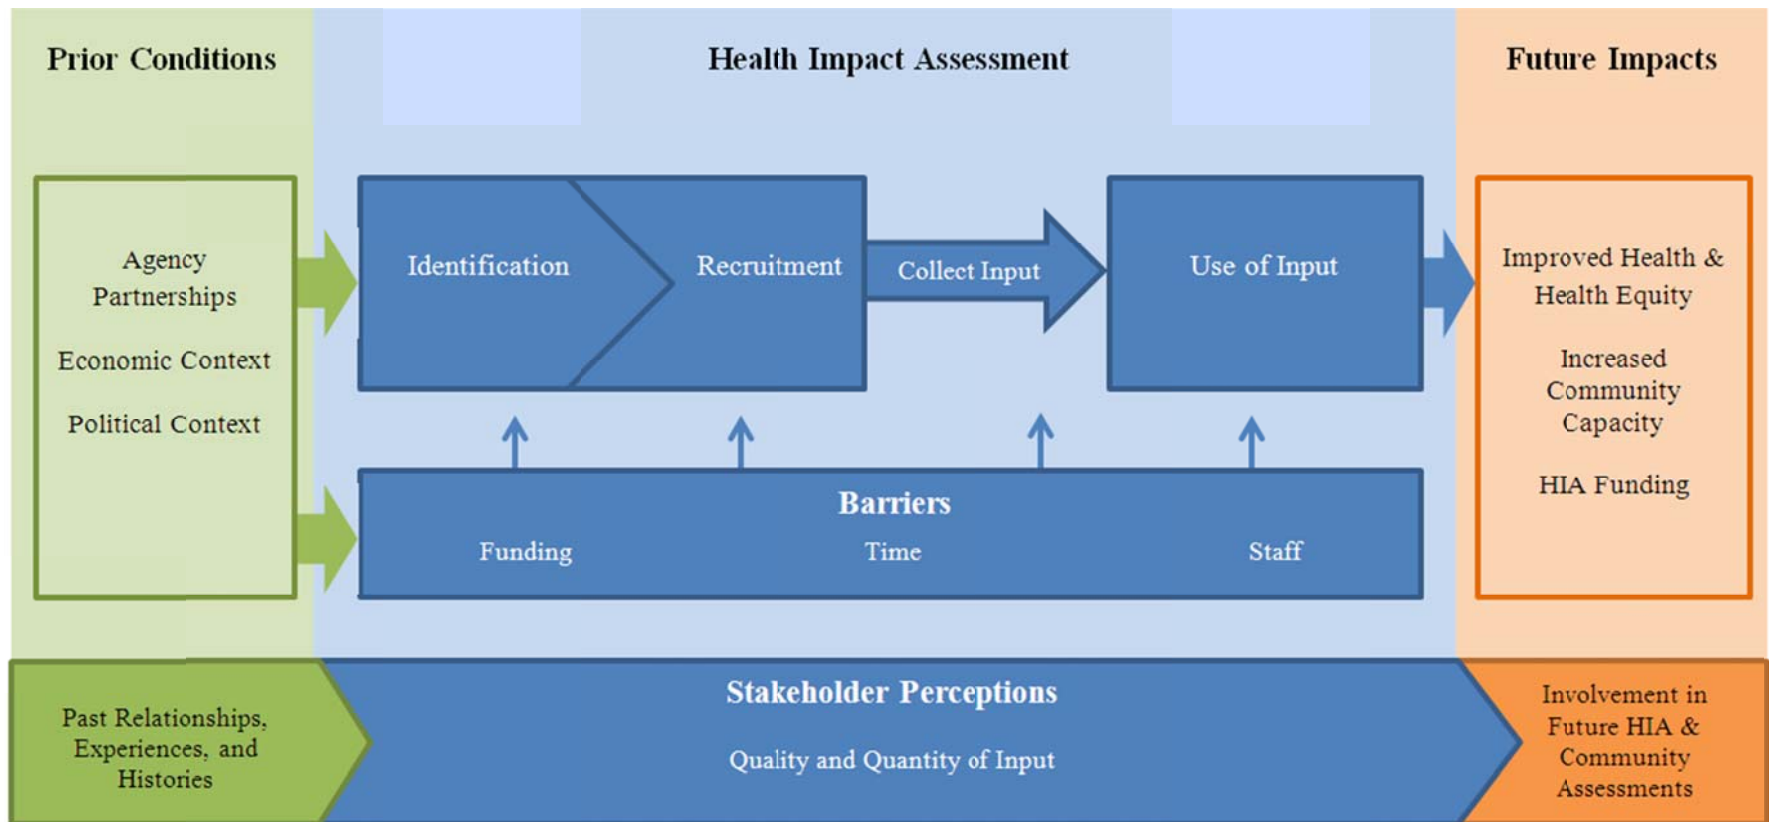 Prior Conditions
Health Impact Assessment
Future Impacts
Agency
Partnerships
Economic Context
Political Context
Identification
Recruitment
Collect Input
Use of Input
Improved Health &
Health Equity
Increased
Community
Capacity
HIA Funding
Barriers
Funding
Time
Staff
Past Relationships,
Experiences, and
Histories
Stakeholder Perceptions
Quality and Quantity of Input
Involvement in
Future HIA &
Community
Assessments